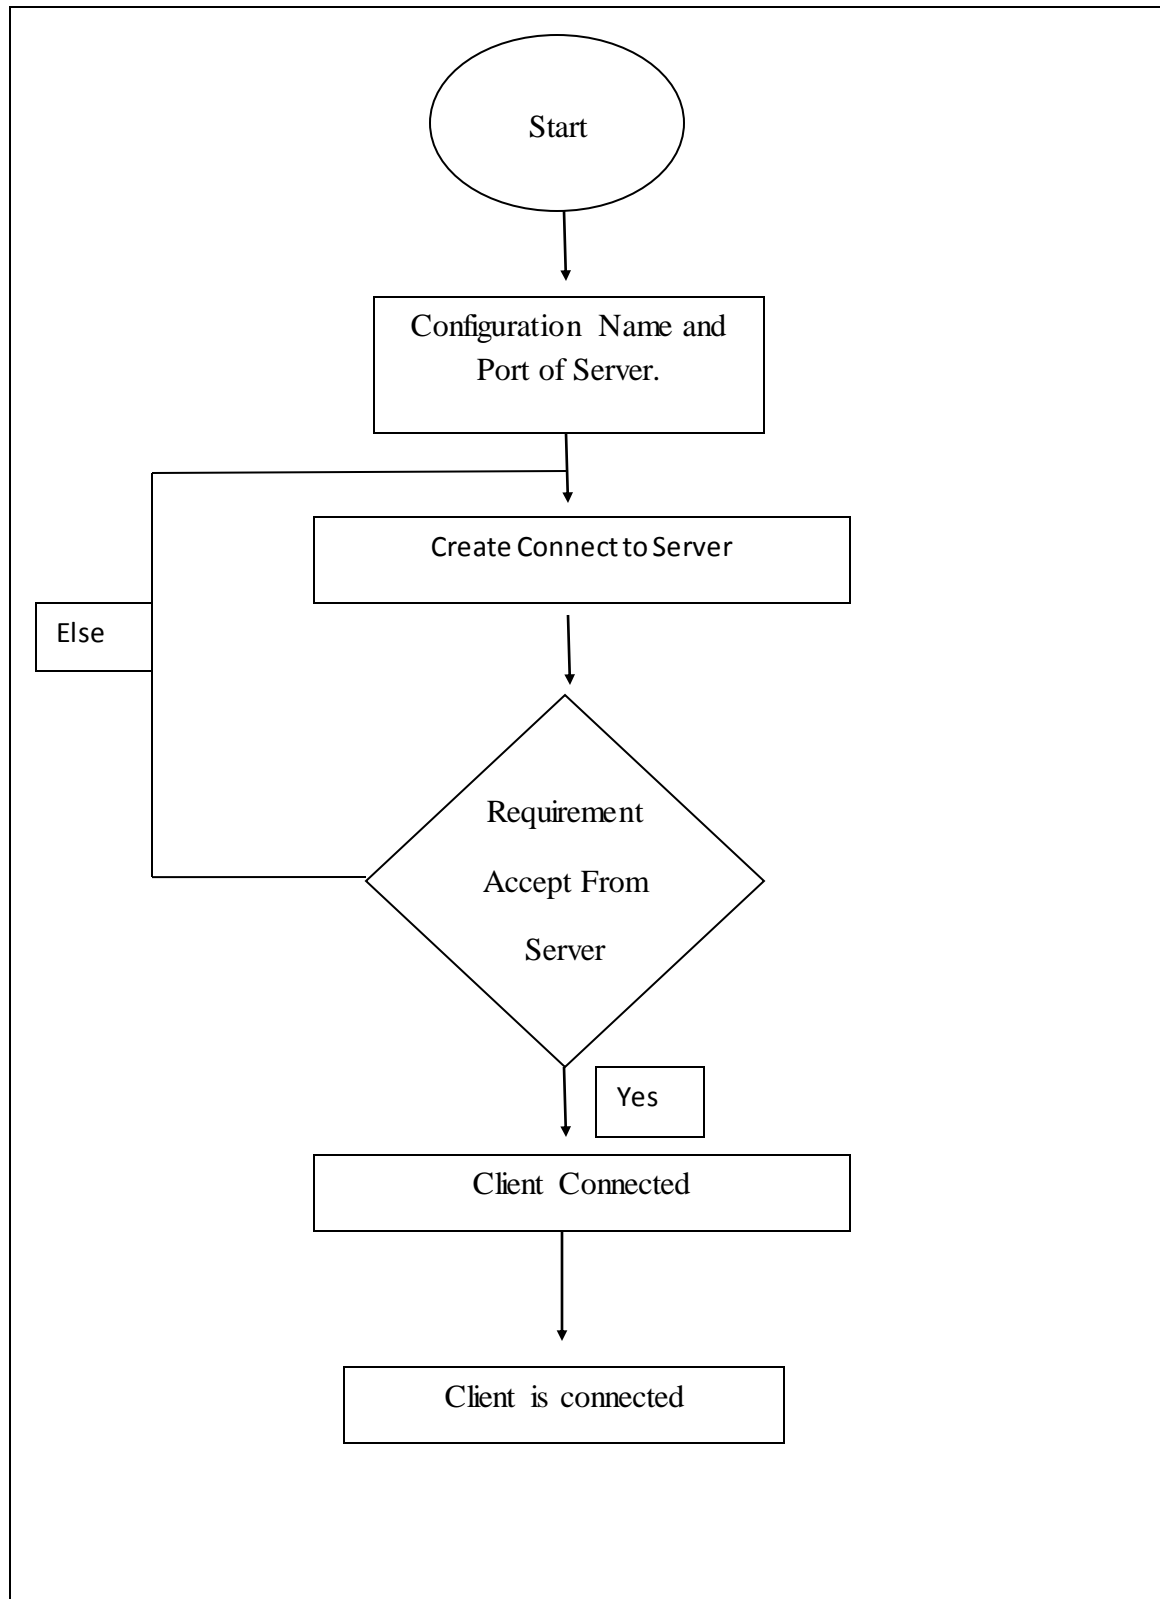 Start
Configuration Name and
Port of Server.
Create Connect to Server
Else
Requirement
Accept From
Server
Yes
Client Connected
Client is connected